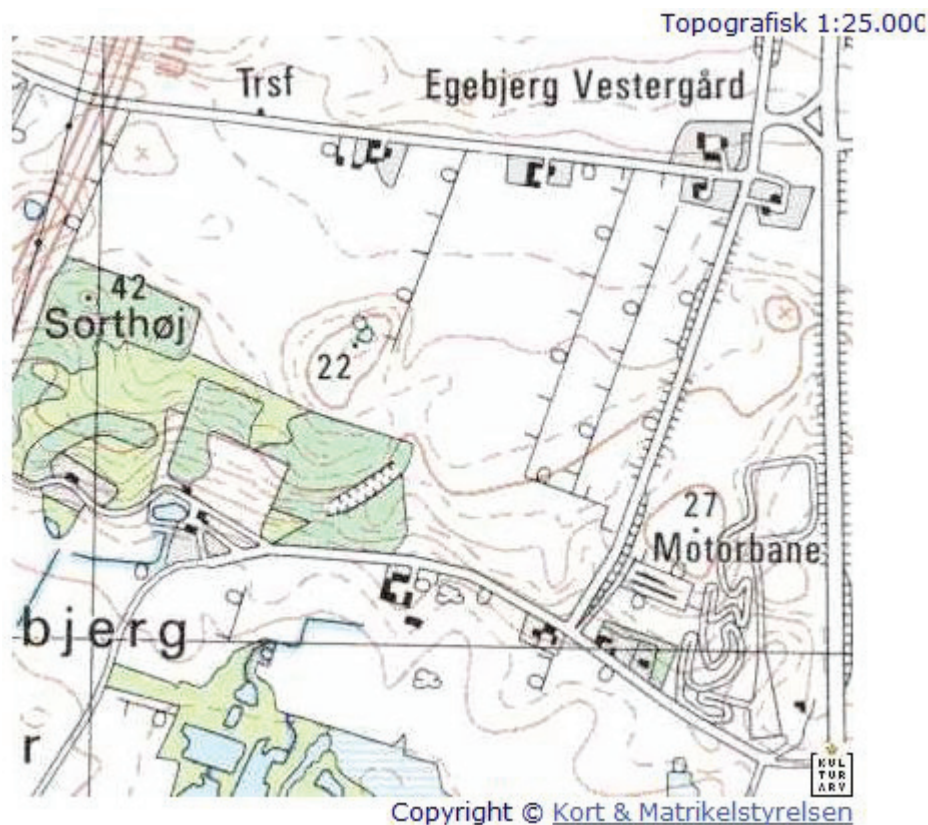 Topografisk 1:25.000
Trsf
Egebjerg Vestergård
42
Sorthøj
22
27
Motorbane
bjerg
r
KUL
TUR
ARV
Copyright © Kort & Matrikelstyrelsen